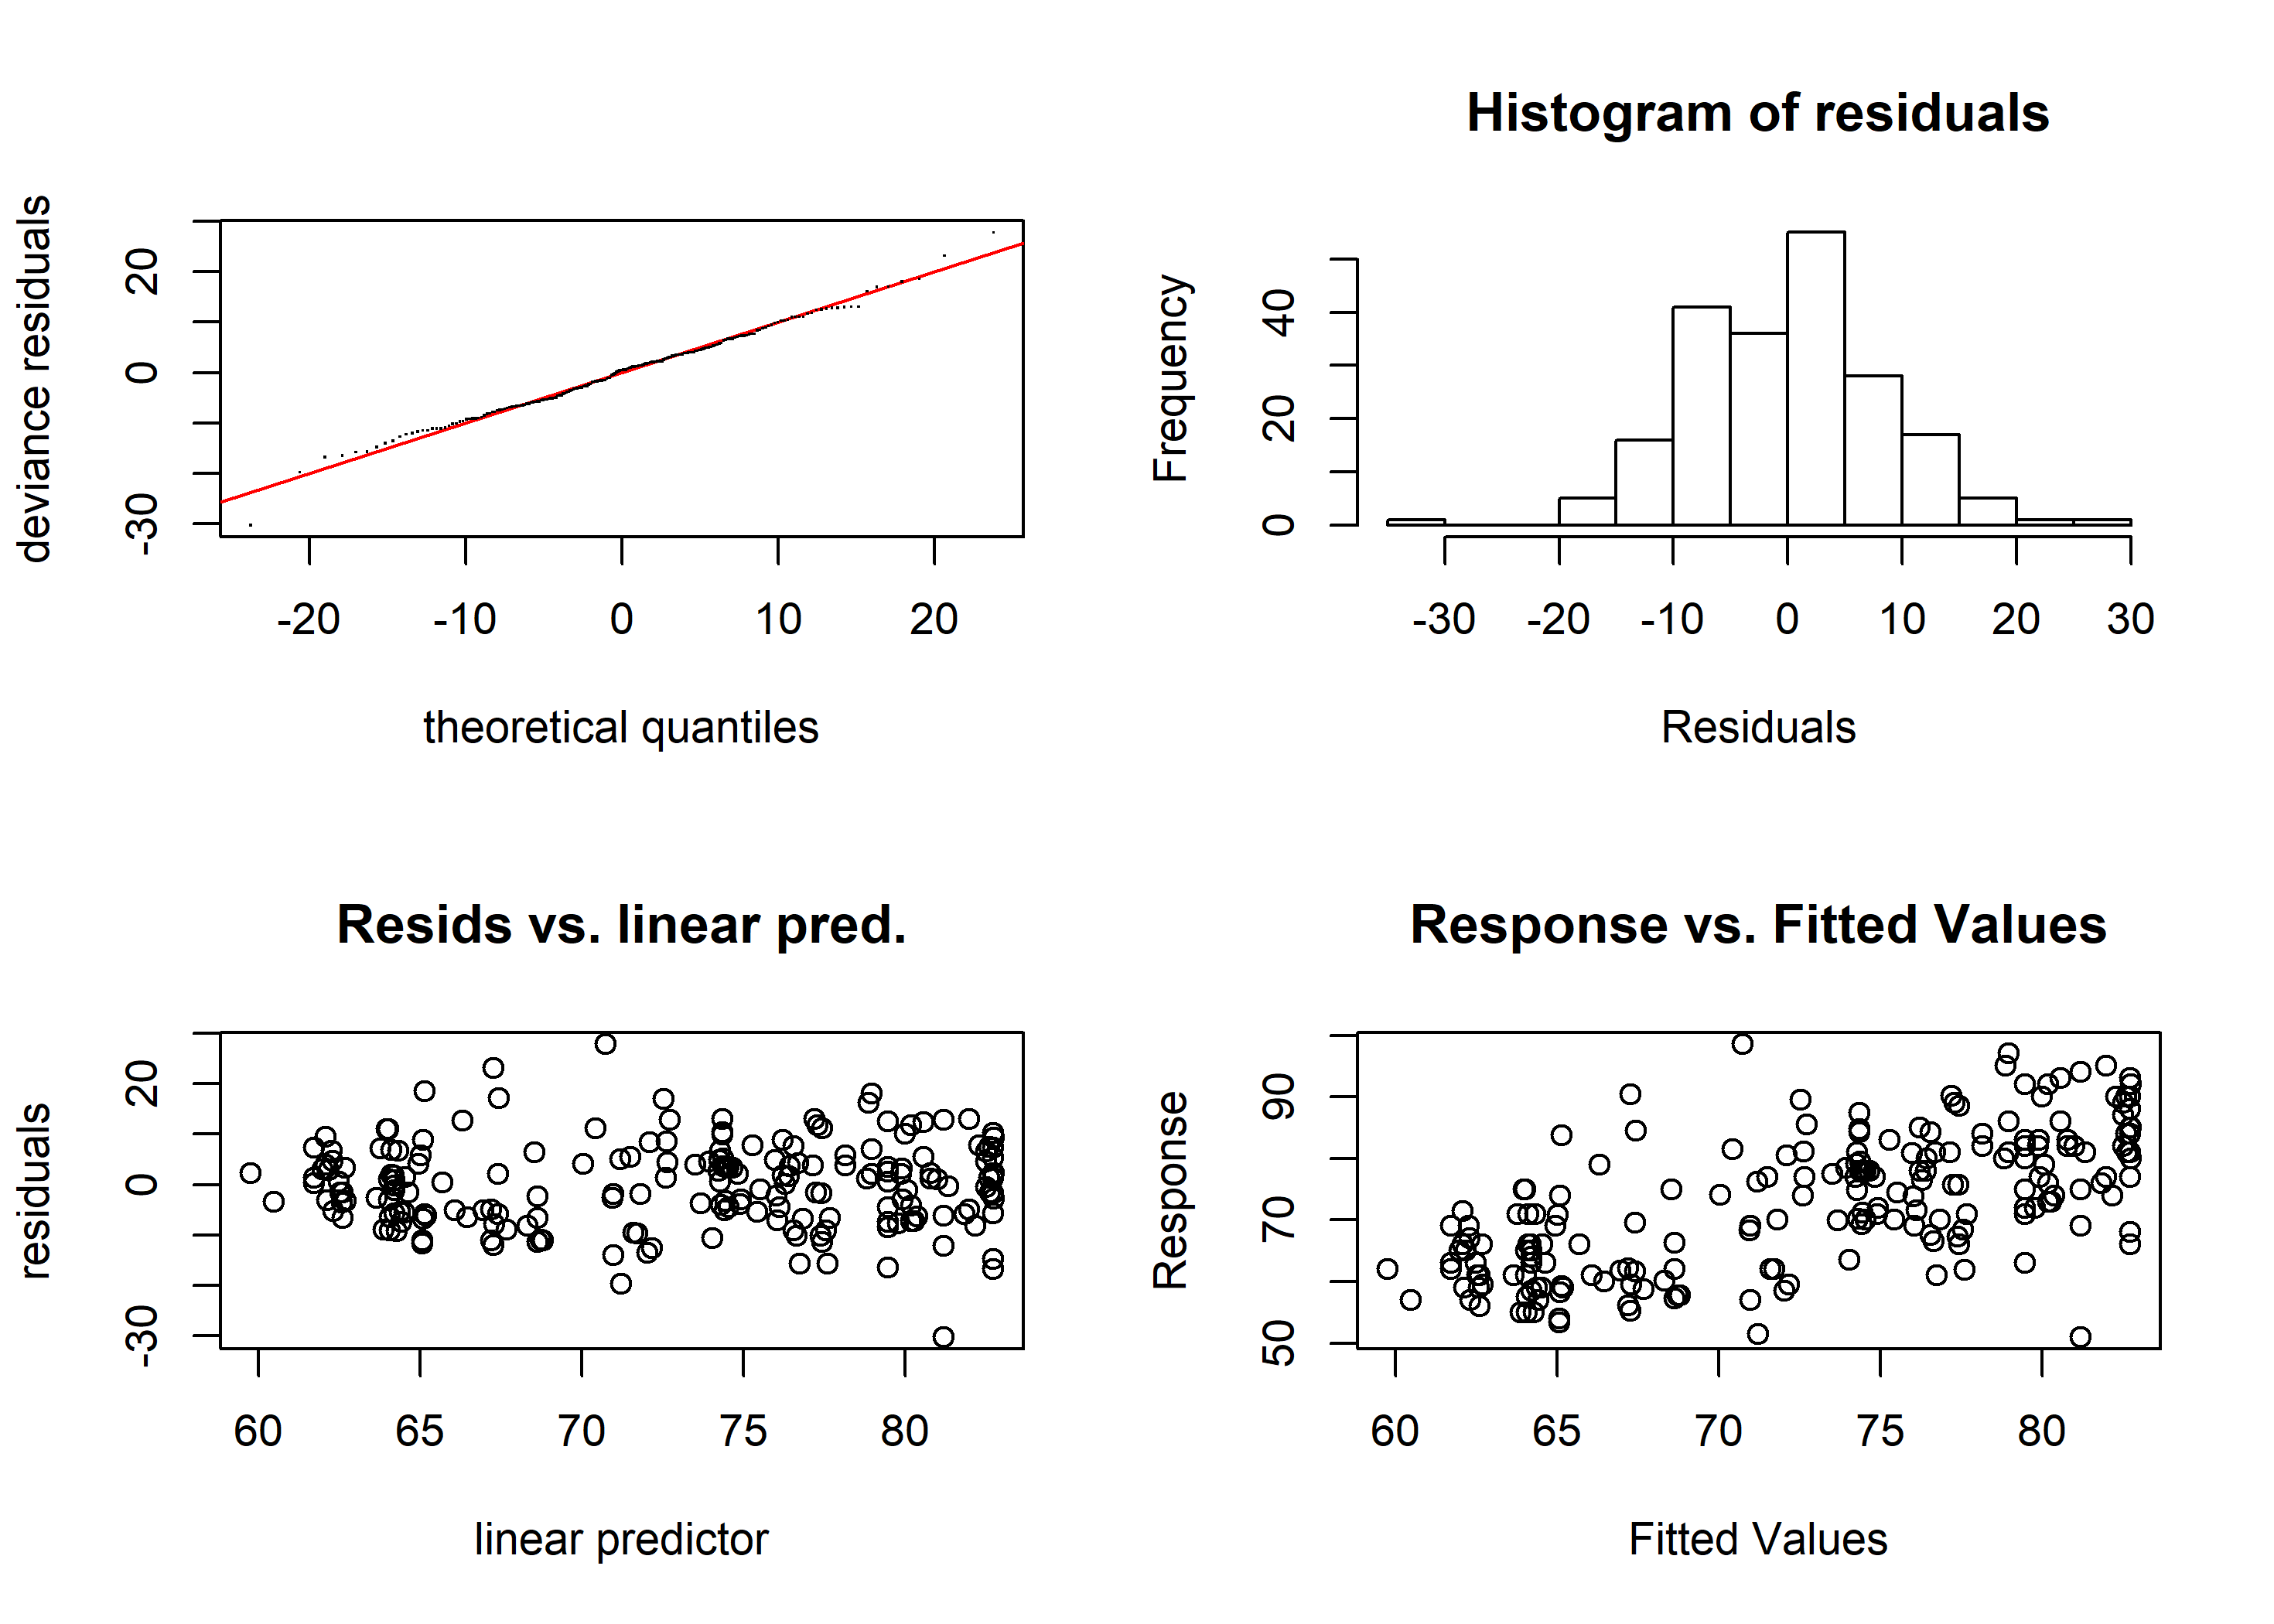 deviance residuals
20
0
-30
-20 -10 0 10 20
theoretical quantiles
Histogram of residuals
Frequency
40
20
0
-30 -20 -10 0 10 20 30
Residuals
Resids vs. linear pred.
residuals
20
0
-30
60 65 70 75 80
linear predictor
Response vs. Fitted Values
Response
90
70
50
60 65 70 75 80
Fitted Values